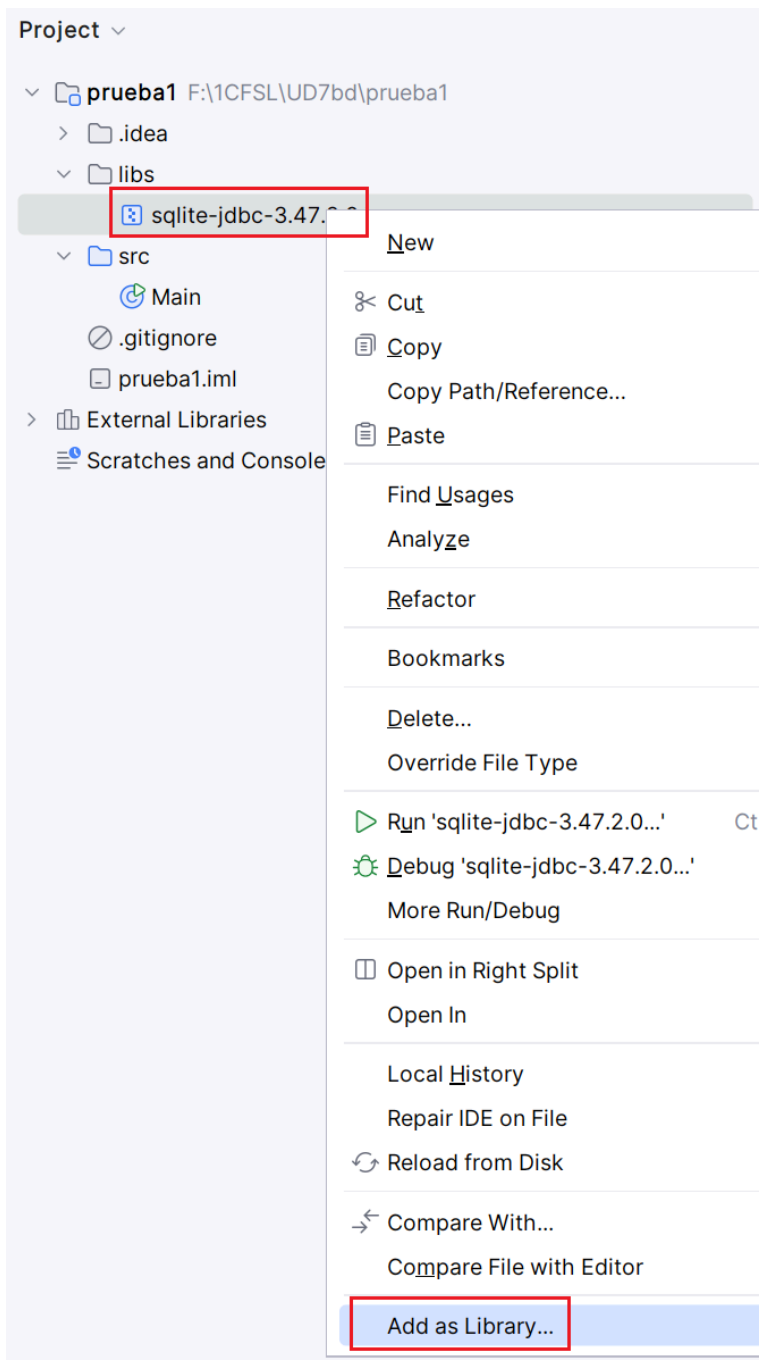 Project
prueba1 F:\1CFSL\UD7bd\prueba1
.idea
libs
sqlite-jdbc-3.47.
src
Main
.gitignore
prueba1.iml
External Libraries
Scratches and Console
New
Cut
Copy
Copy Path/Reference...
Paste
Find Usages
Analyze
Refactor
Bookmarks
Delete...
Override File Type
Run 'sqlite-jdbc-3.47.2.0...' Ct
Debug 'sqlite-jdbc-3.47.2.0...'
More Run/Debug
Open in Right Split
Open In
Local History
Repair IDE on File
Reload from Disk
Compare With...
Compare File with Editor
Add as Library...